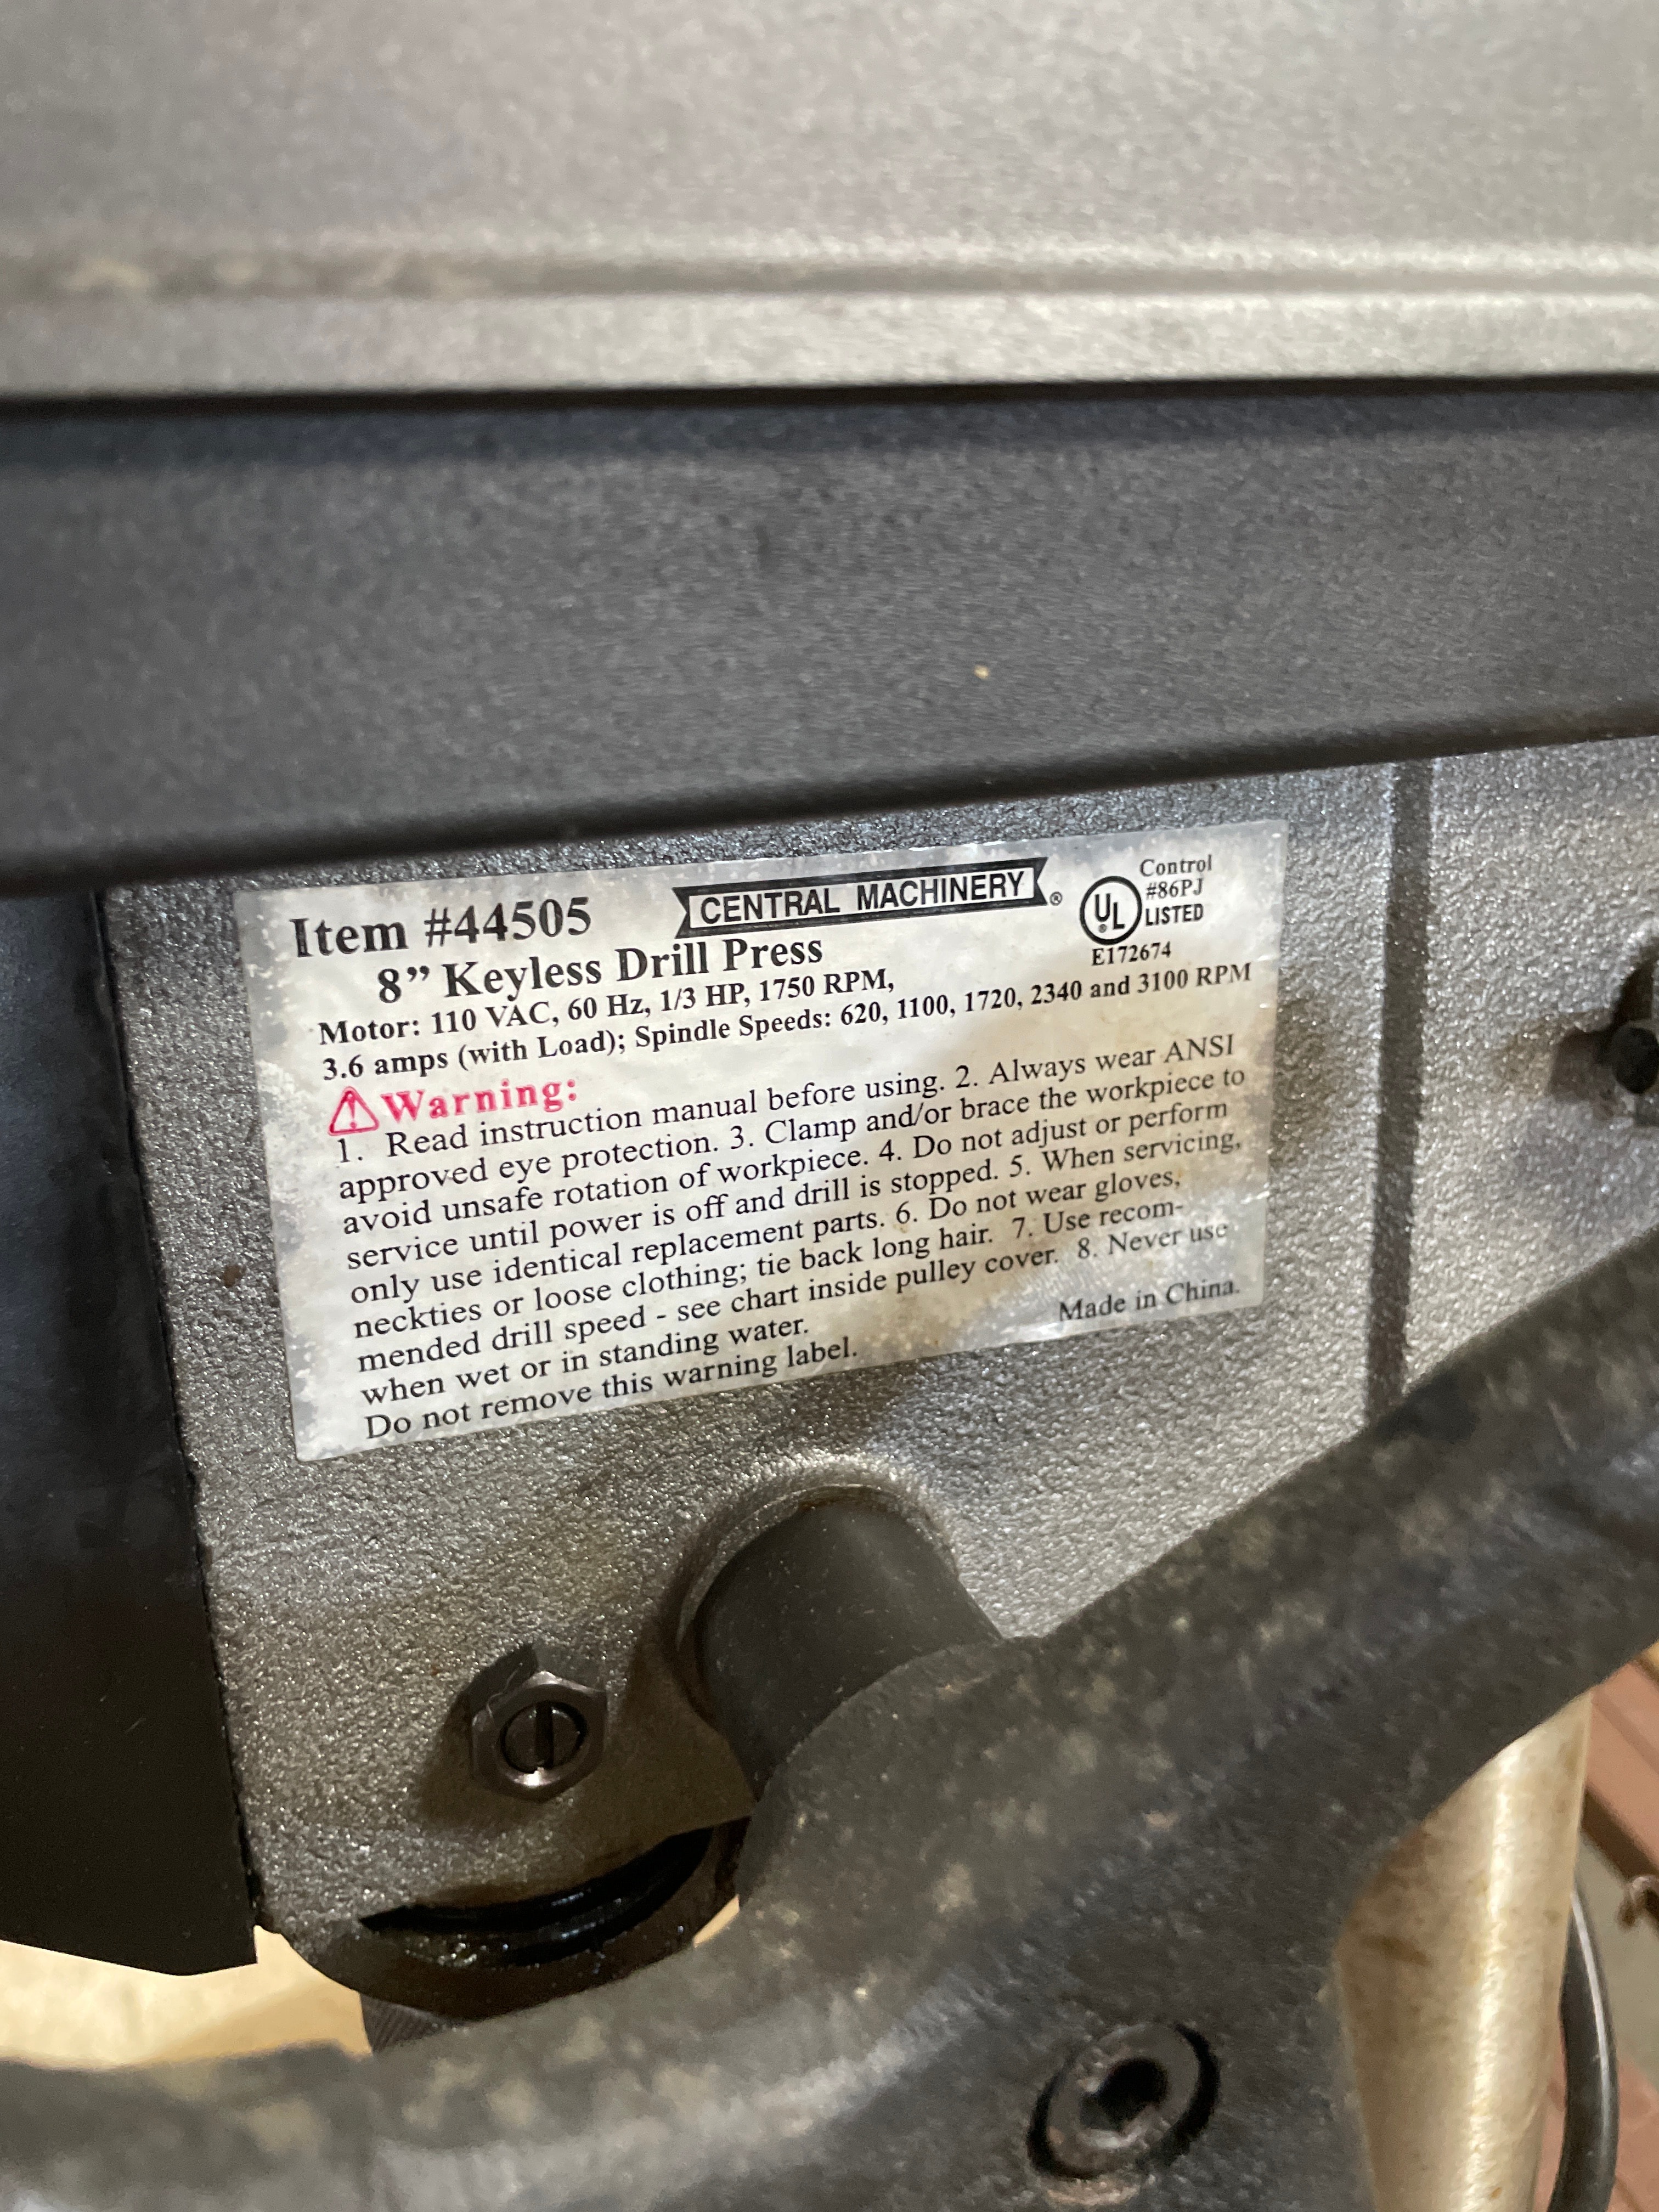 Item #44505
CENTRAL MACHINERY®
Control
#86PJ
UL®
LISTED
E172674
8” Keyless Drill Press
Motor: 110 VAC, 60 Hz, 1/3 HP, 1750 RPM,
3.6 amps (with Load); Spindle Speeds: 620, 1100, 1720, 2340 and 3100 RPM
Warning:
1. Read instruction manual before using. 2. Always wear ANSI
approved eye protection. 3. Clamp and/or brace the workpiece to
avoid unsafe rotation of workpiece. 4. Do not adjust or perform
service until power is off and drill is stopped. 5. When servicing,
only use identical replacement parts. 6. Do not wear gloves,
neckties or loose clothing; tie back long hair. 7. Use recom-
mended drill speed - see chart inside pulley cover. 8. Never use
when wet or in standing water.
Do not remove this warning label.
Made in China.